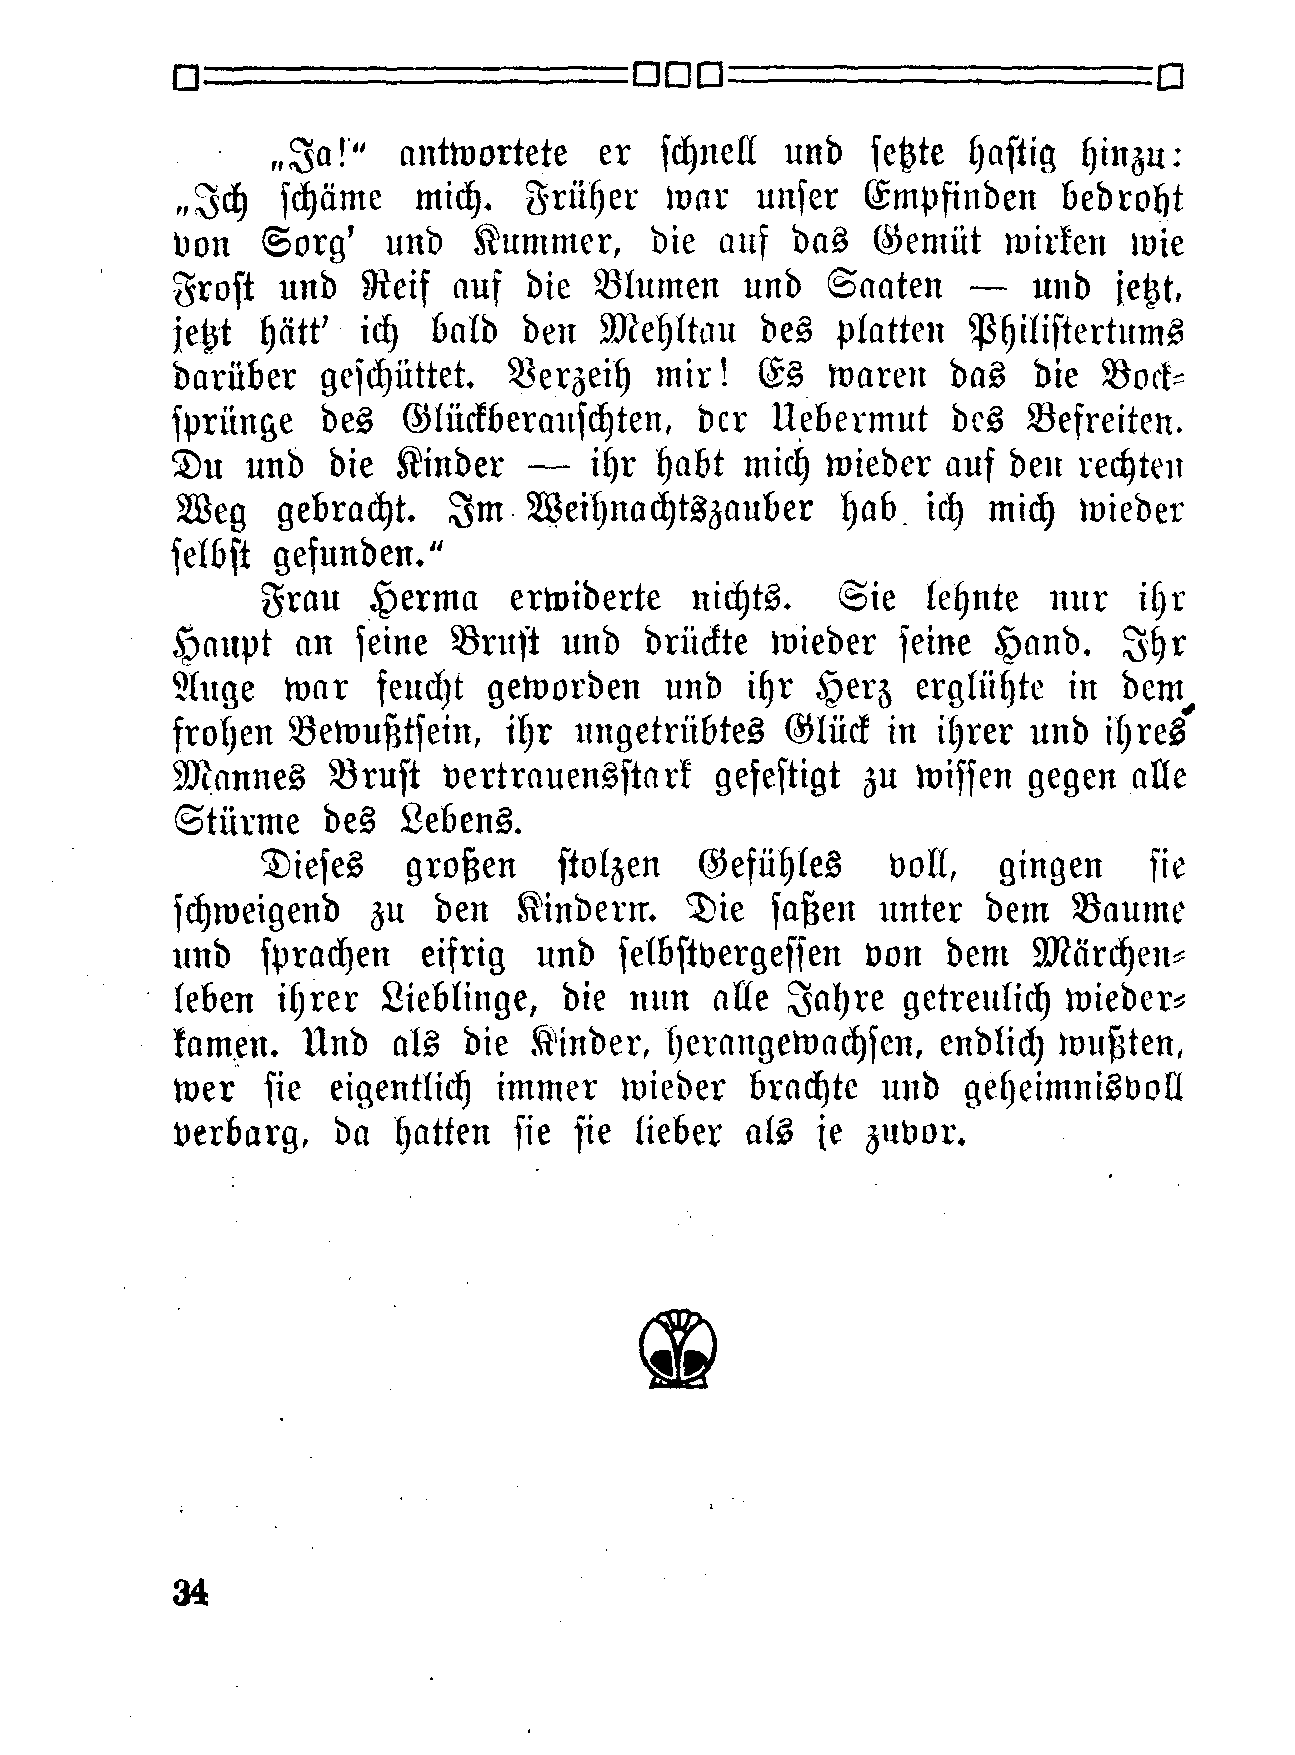 „Ja!“ antwortete er schnell und setzte hastig hinzu:
„Ich schäme mich. Früher war unser Empfinden bedroht
von Sorg’ und Kummer, die auf das Gemüt wirken wie
Frost und Reif auf die Blumen und Saaten — und jetzt,
jetzt hätt’ ich bald den Mehltau des platten Philistertums
darüber geschüttet. Verzeih mir! Es waren das die Bock-
sprünge des Glückberauschten, der Uebermut des Befreiten.
Du und die Kinder — ihr habt mich wieder auf den rechten
Weg gebracht. Im Weihnachtszauber hab ich mich wieder
selbst gefunden.“
Frau Herma erwiderte nichts. Sie lehnte nur ihr
Haupt an seine Brust und drückte wieder seine Hand. Ihr
Auge war feucht geworden und ihr Herz erglühte in dem
frohen Bewußtsein, ihr ungetrübtes Glück in ihrer und ihres
Mannes Brust vertrauensstark gefestigt zu wissen gegen alle
Stürme des Lebens.
Dieses großen stolzen Gefühles voll, gingen sie
schweigend zu den Kindern. Die saßen unter dem Baume
und sprachen eifrig und selbstvergessen von dem Märchen-
leben ihrer Lieblinge, die nun alle Jahre getreulich wieder-
kamen. Und als die Kinder, herangewachsen, endlich wußten,
wer sie eigentlich immer wieder brachte und geheimnisvoll
verbarg, da hatten sie sie lieber als je zuvor.
34